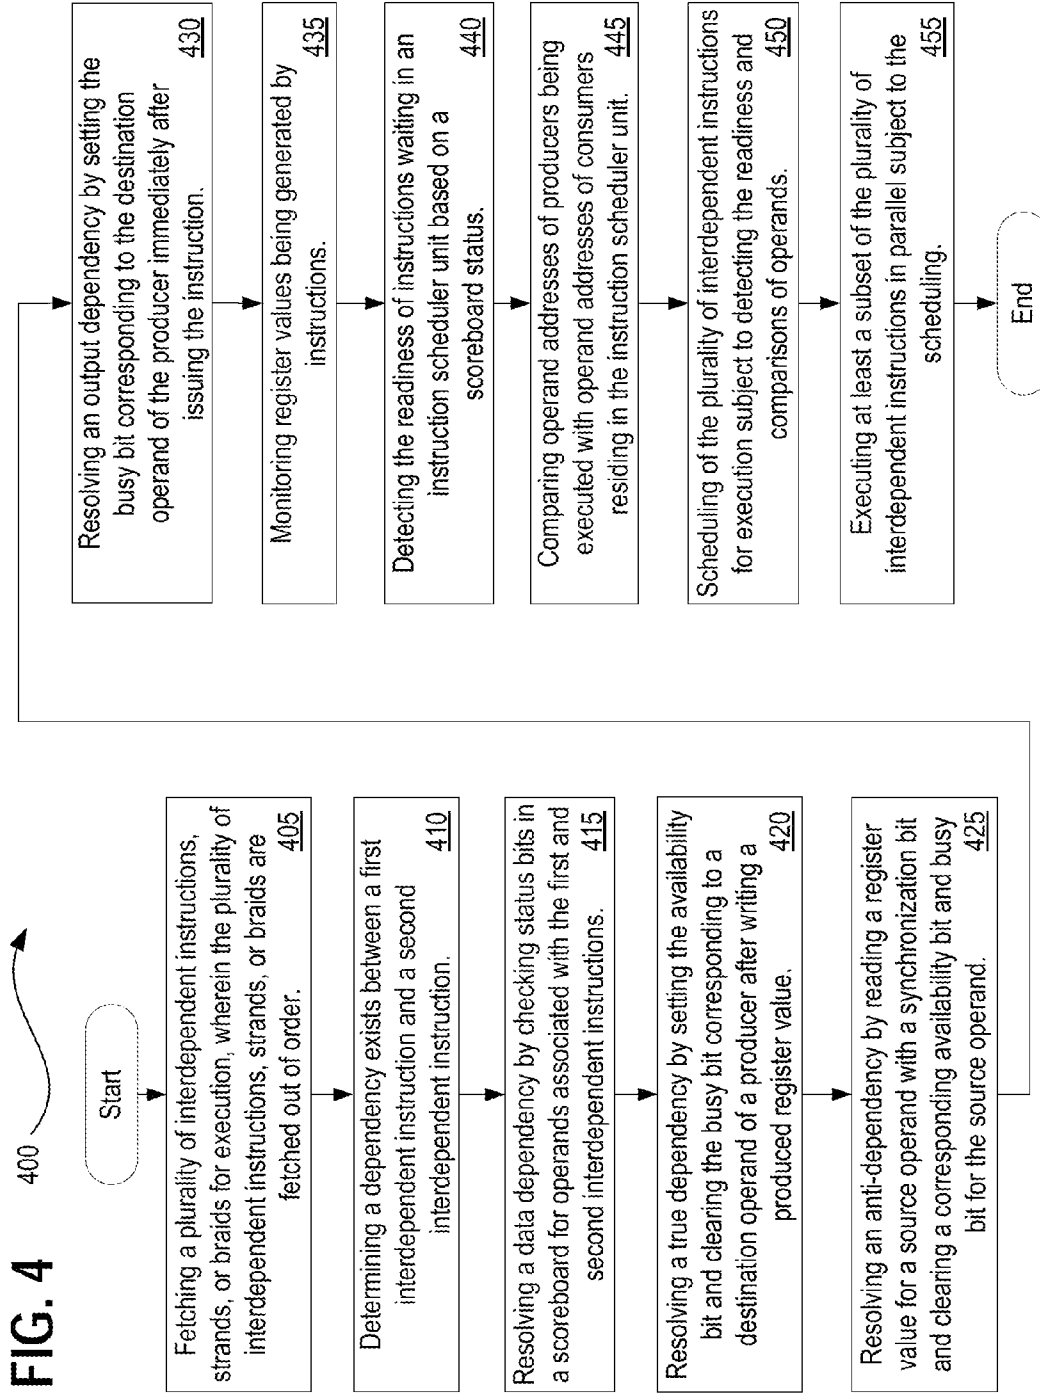 FIG. 4
400
Start
Fetching a plurality of interdependent instructions,
strands, or braids for execution, wherein the plurality of
interdependent instructions, strands, or braids are
fetched out of order.
405
Determining a dependency exists between a first
interdependent instruction and a second
interdependent instruction.
410
Resolving a data dependency by checking status bits in
a scoreboard for operands associated with the first and
second interdependent instructions.
415
Resolving a true dependency by setting the availability
bit and clearing the busy bit corresponding to a
destination operand of a producer after writing a
produced register value.
420
Resolving an anti-dependency by reading a register
value for a source operand with a synchronization bit
and clearing a corresponding availability bit and busy
bit for the source operand.
425
Resolving an output dependency by setting the
busy bit corresponding to the destination
operand of the producer immediately after
issuing the instruction.
430
Monitoring register values being generated by
instructions.
435
Detecting the readiness of instructions waiting in an
instruction scheduler unit based on a
scoreboard status.
440
Comparing operand addresses of producers being
executed with operand addresses of consumers
residing in the instruction scheduler unit.
445
Scheduling of the plurality of interdependent instructions
for execution subject to detecting the readiness and
comparisons of operands.
450
Executing at least a subset of the plurality of
interdependent instructions in parallel subject to the
scheduling.
455
End